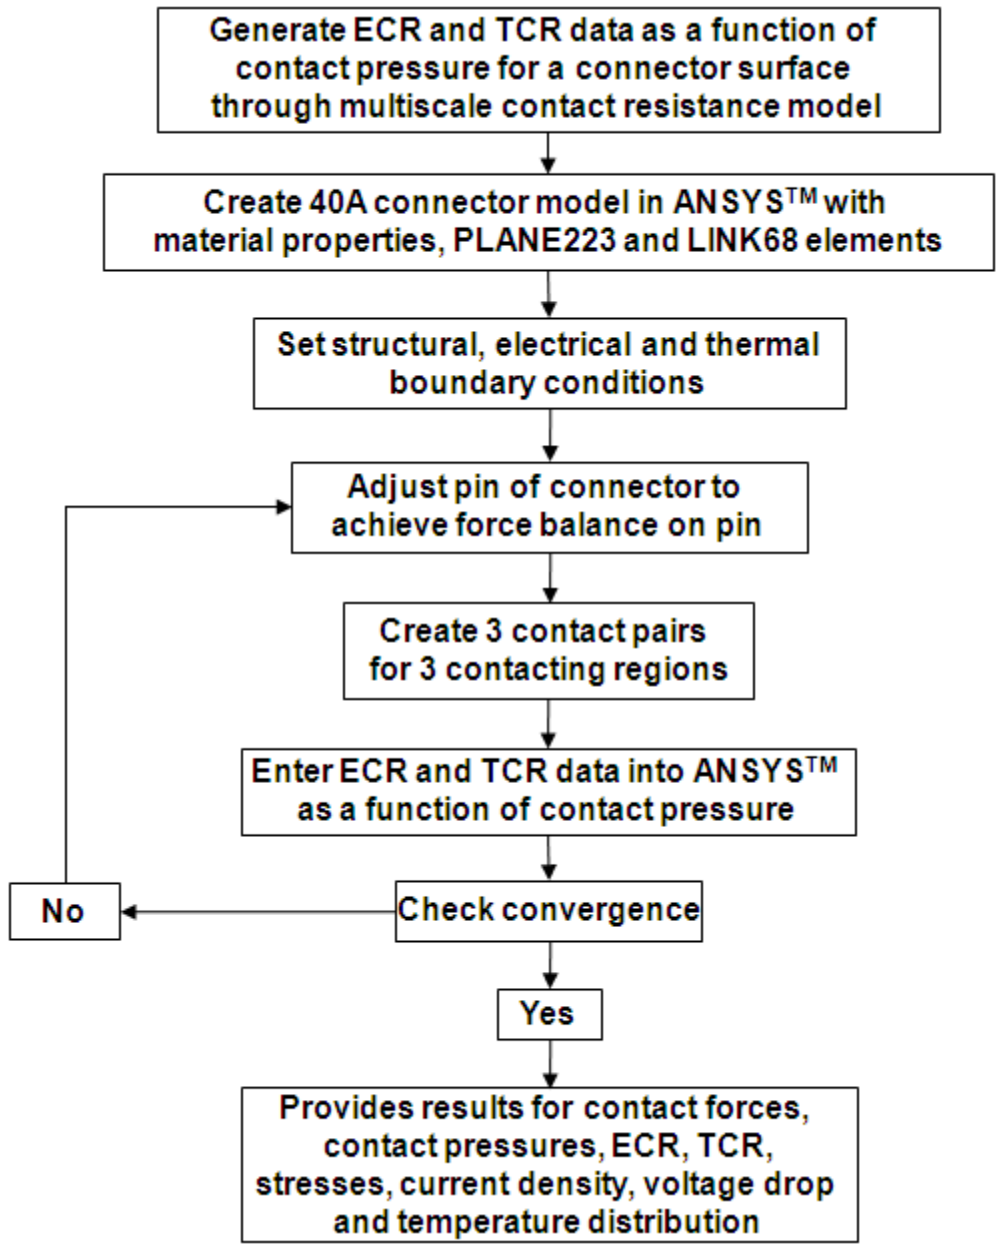 Generate ECR and TCR data as a function of
contact pressure for a connector surface
through multiscale contact resistance model
Create 40A connector model in ANSYS™ with
material properties, PLANE223 and LINK68 elements
Set structural, electrical and thermal
boundary conditions
Adjust pin of connector to
achieve force balance on pin
Create 3 contact pairs
for 3 contacting regions
Enter ECR and TCR data into ANSYS™
as a function of contact pressure
No
Check convergence
Yes
Provides results for contact forces,
contact pressures, ECR, TCR,
stresses, current density, voltage drop
and temperature distribution